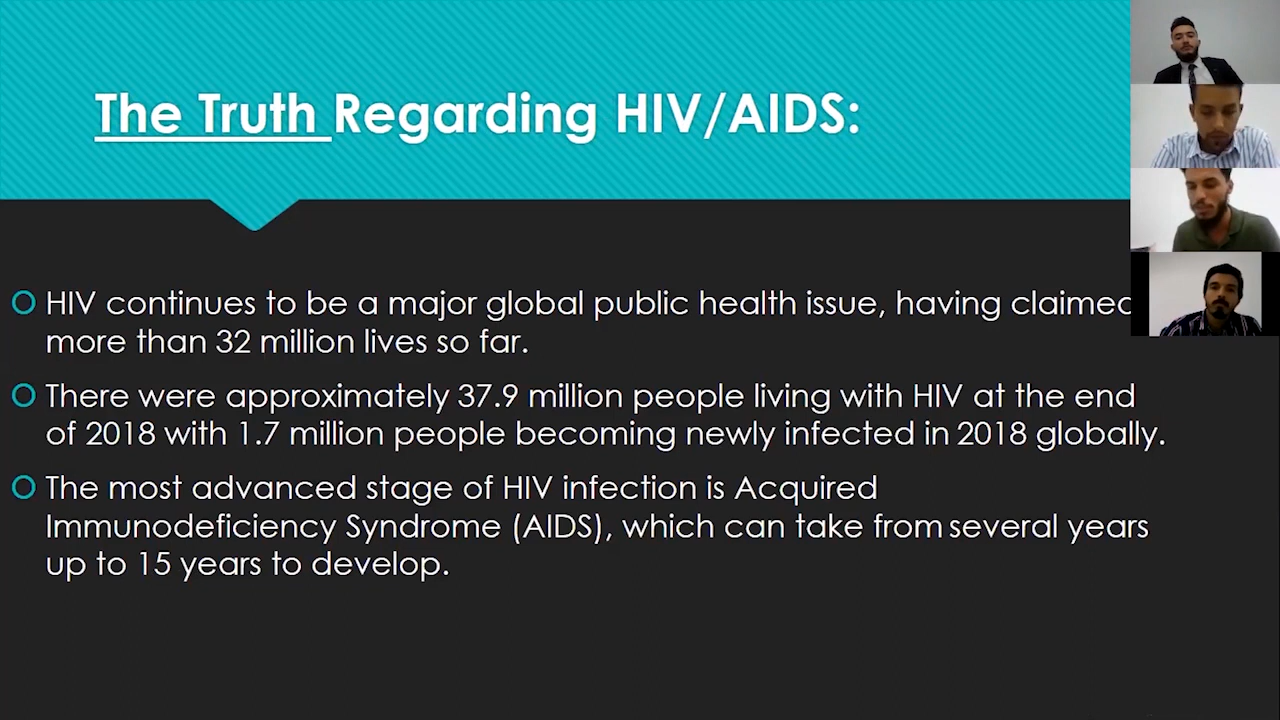 The Truth Regarding HIV/AIDS:
HIV continues to be a major global public health issue, having claimed
more than 32 million lives so far.
There were approximately 37.9 million people living with HIV at the end
of 2018 with 1.7 million people becoming newly infected in 2018 globally.
The most advanced stage of HIV infection is Acquired
Immunodeficiency Syndrome (AIDS), which can take from several years
up to 15 years to develop.